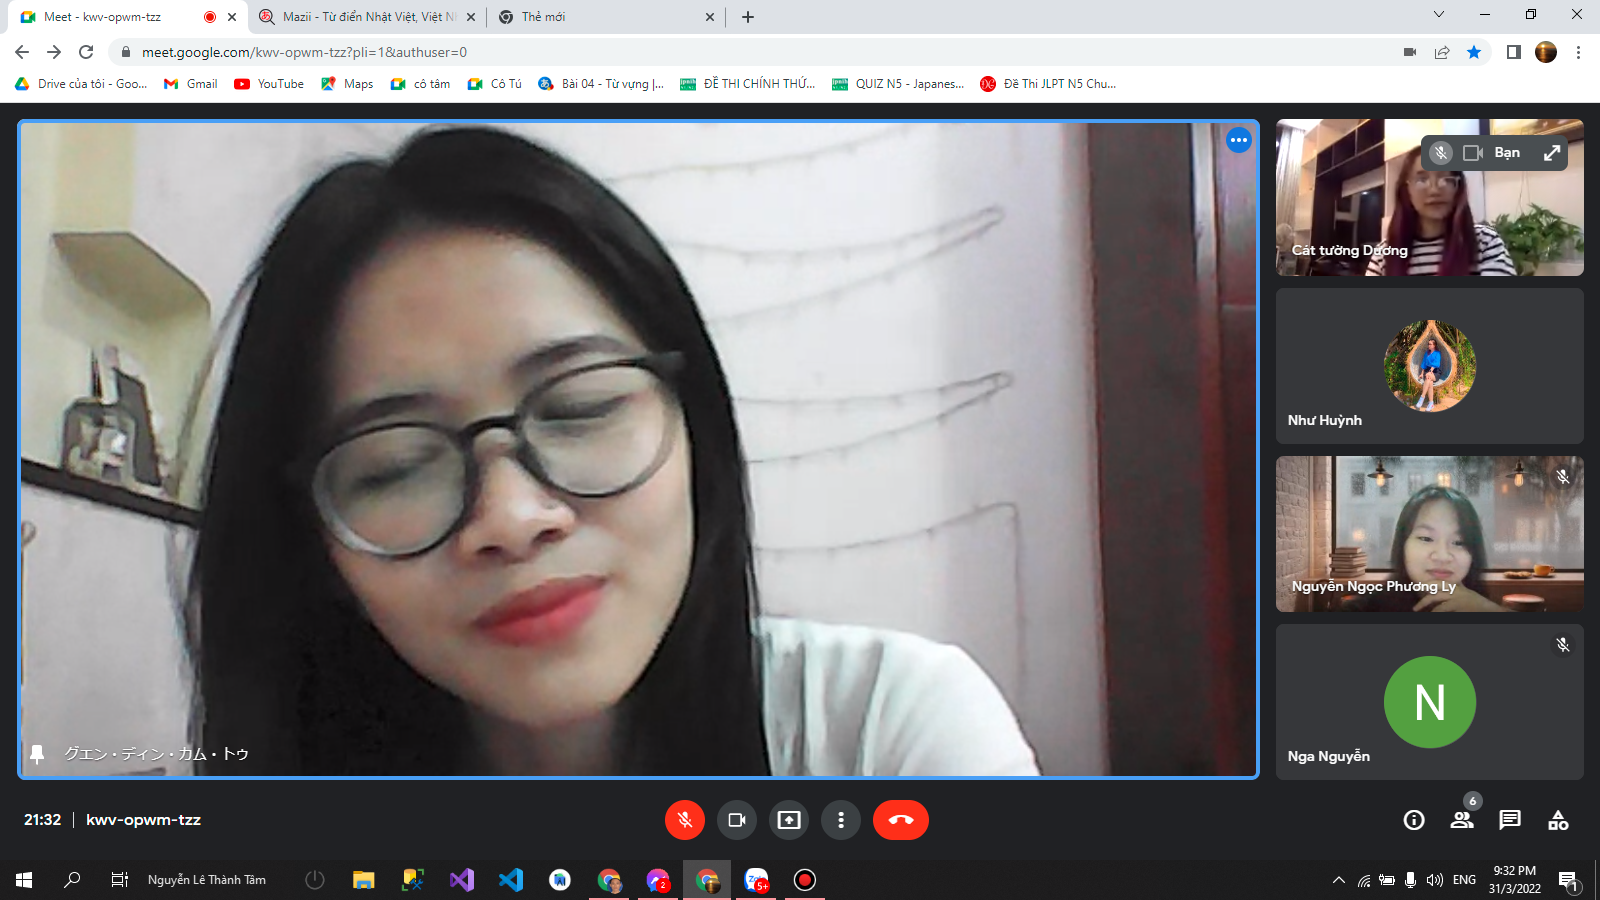 Meet - kwv-opwm-tzz
Mazii - Từ điển Nhật Việt, Việt N
Thẻ mới
meet.google.com/kwv-opwm-tzz?pli=1&authuser=0
Drive của tôi - Goo...
Gmail
YouTube
Maps
cô tâm
Cô Tú
Bài 04 - Từ vựng |...
ĐỀ THI CHÍNH THỨ...
QUIZ N5 - Japanes...
Đề Thi JLPT N5 Chu...
Bạn
Cát tường Dương
Như Huỳnh
Nguyễn Ngọc Phương Ly
N
Nga Nguyễn
グエン・ディン・カム・トゥ
21:32 | kwv-opwm-tzz
6
Nguyễn Lê Thành Tâm
2
5+
ENG
9:32 PM
31/3/2022
1